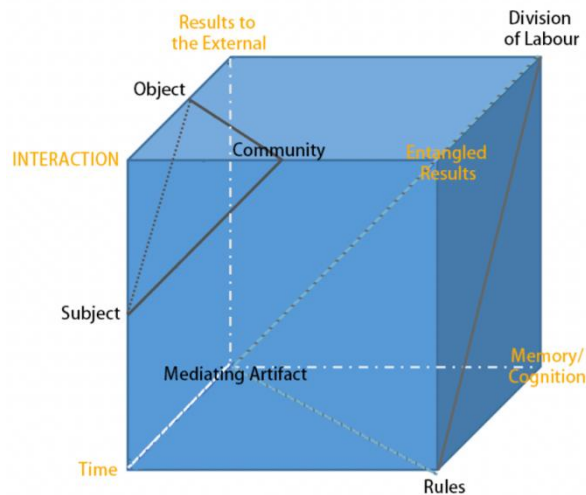 Results to
the External
Division
of Labour
Object
INTERACTION
Community
Entangled
Results
Subject
Mediating Artifact
Memory/
Cognition
Time
Rules